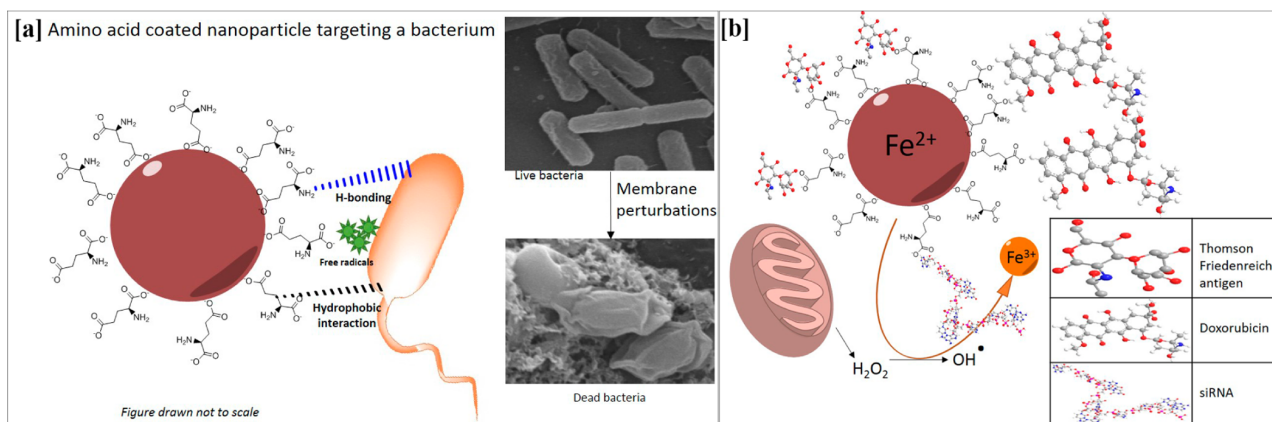 [a] Amino acid coated nanoparticle targeting a bacterium
H-bonding
Free radicals
Hydrophobic
interaction
Figure drawn not to scale
Live bacteria
Membrane
perturbations
Dead bacteria
[b]
Fe2+
Fe3+
H2O2
OH •
Thomson
Friedenreich
antigen
Doxorubicin
siRNA